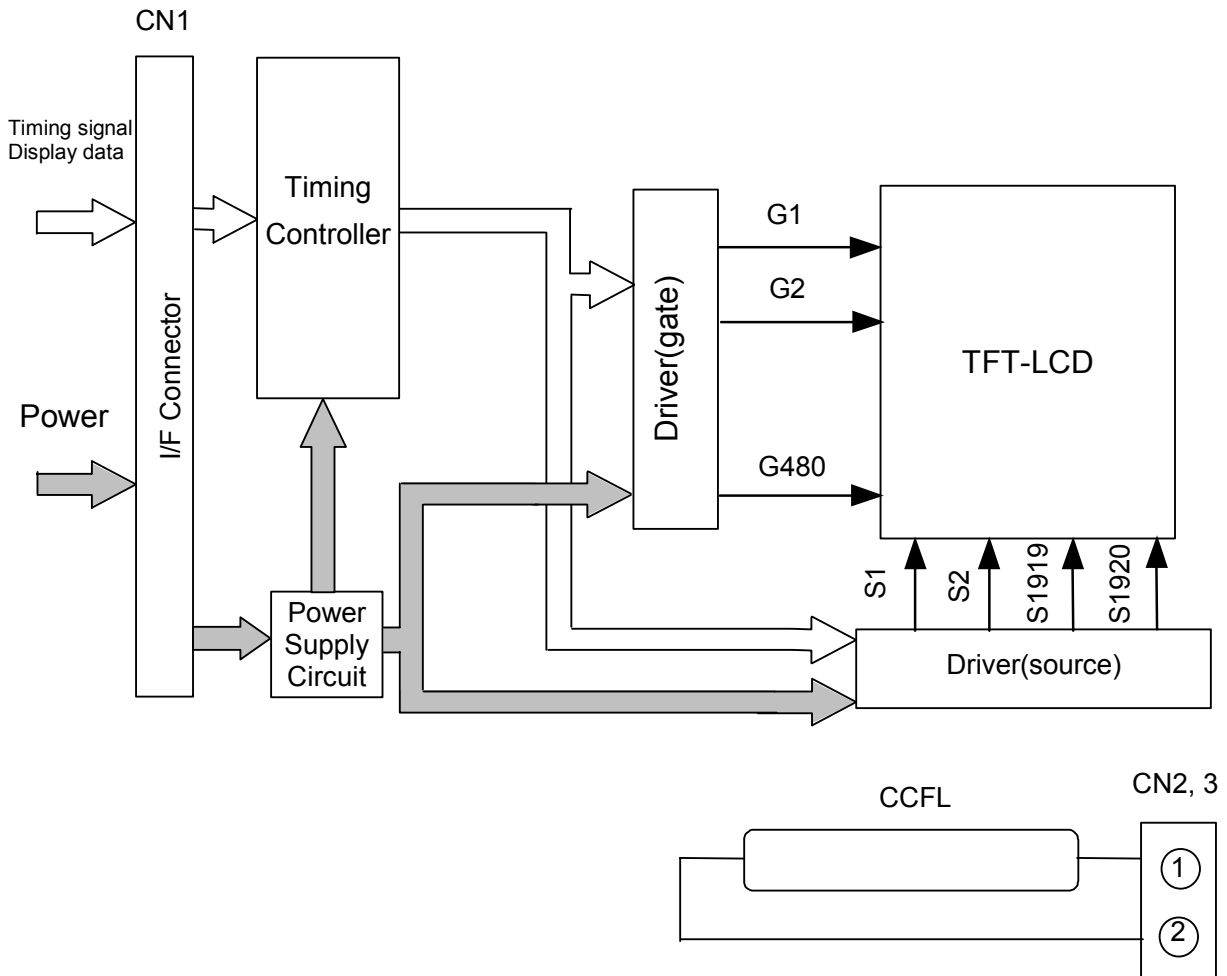 CN1
Timing signal
Display data
Power
I/F Connector
Timing
Controller
Power
Supply
Circuit
Driver(gate)
G1
G2
G480
TFT-LCD
S1
S2
S1919
S1920
Driver(source)
CCFL
CN2, 3
1
2